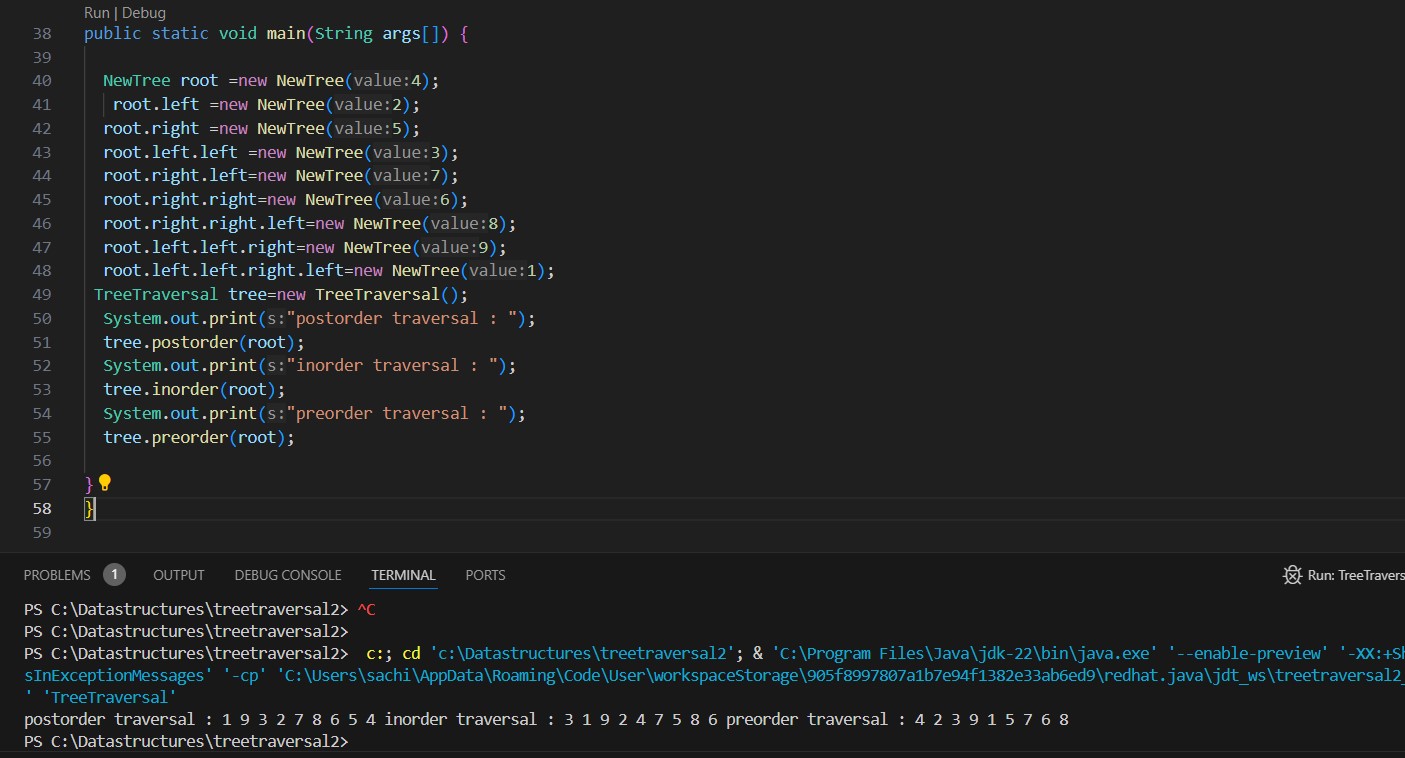 Run | Debug
38 public static void main(String args[]) {
39
40 NewTree root =new NewTree(value:4);
41 root.left =new NewTree(value:2);
42 root.right =new NewTree(value:5);
43 root.left.left =new NewTree(value:3);
44 root.right.left=new NewTree(value:7);
45 root.right.right=new NewTree(value:6);
46 root.right.right.left=new NewTree(value:8);
47 root.left.left.right=new NewTree(value:9);
48 root.left.left.right.left=new NewTree(value:1);
49 TreeTraversal tree=new TreeTraversal();
50 System.out.print(s:"postorder traversal : ");
51 tree.postorder(root);
52 System.out.print(s:"inorder traversal : ");
53 tree.inorder(root);
54 System.out.print(s:"preorder traversal : ");
55 tree.preorder(root);
56
57 }
58 }
59
PROBLEMS 1 OUTPUT DEBUG CONSOLE TERMINAL PORTS Run: TreeTravers
PS C:\Datastructures\treetraversal2> ^C
PS C:\Datastructures\treetraversal2>
PS C:\Datastructures\treetraversal2> c:; cd 'c:\Datastructures\treetraversal2'; & 'C:\Program Files\Java\jdk-22\bin\java.exe' '--enable-preview' '-XX:+Sh
sInExceptionMessages' '-cp' 'C:\Users\sachi\AppData\Roaming\Code\User\workspaceStorage\905f8997807a1b7e94f1382e33ab6ed9\redhat.java\jdt_ws\treetraversal2_
' 'TreeTraversal'
postorder traversal : 1 9 3 2 7 8 6 5 4 inorder traversal : 3 1 9 2 4 7 5 8 6 preorder traversal : 4 2 3 9 1 5 7 6 8
PS C:\Datastructures\treetraversal2>